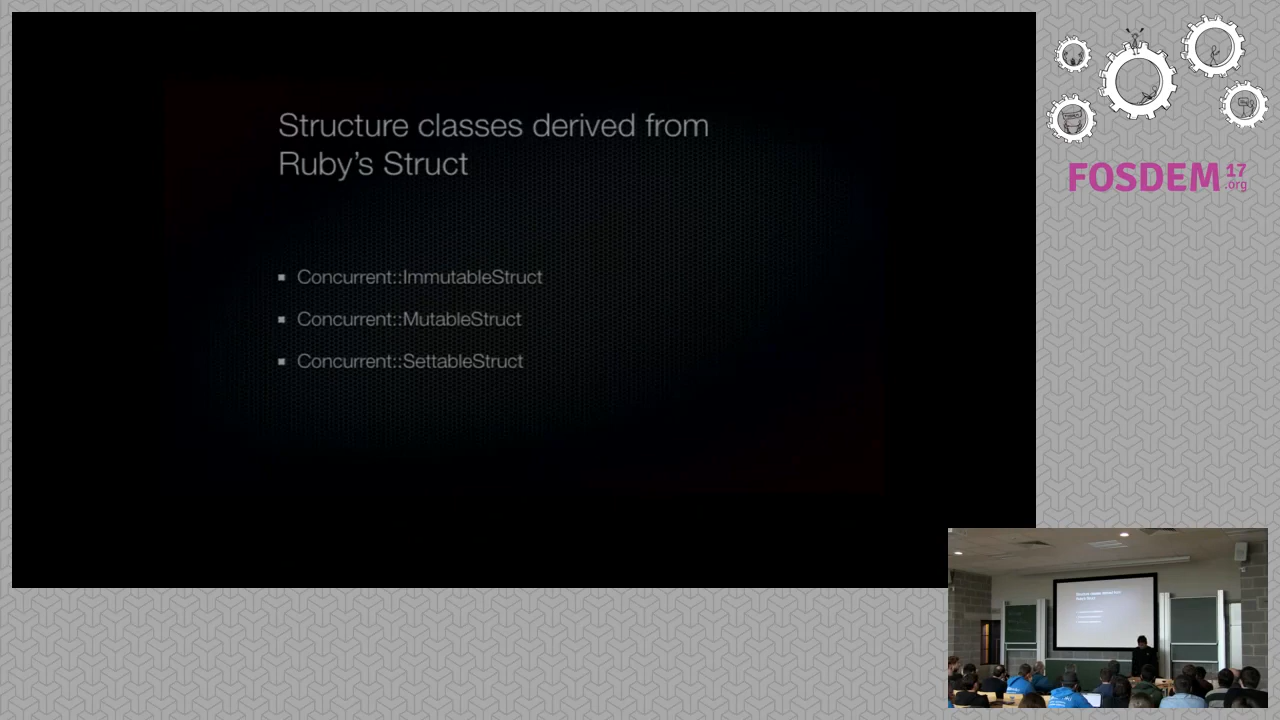 Structure classes derived from
Ruby's Struct
Concurrent::ImmutableStruct
Concurrent::MutableStruct
Concurrent::SettableStruct
FOSDEM 17
.org